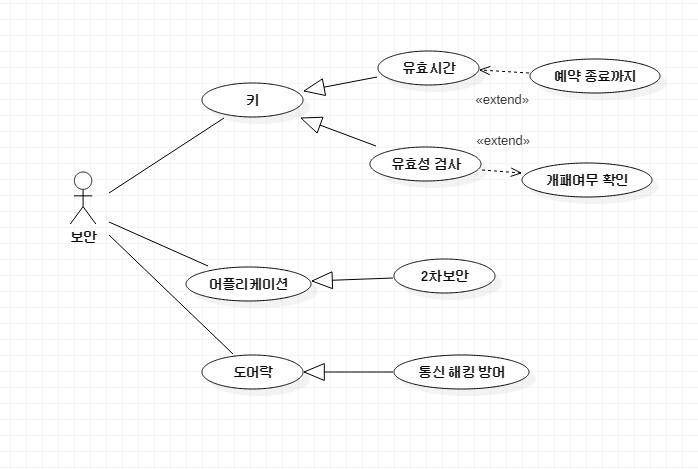 유효시간
예약 종료까지
키
«extend»
«extend»
유효성 검사
개패여무 확인
보안
어플리케이션
2차보안
도어락
통신 해킹 방어